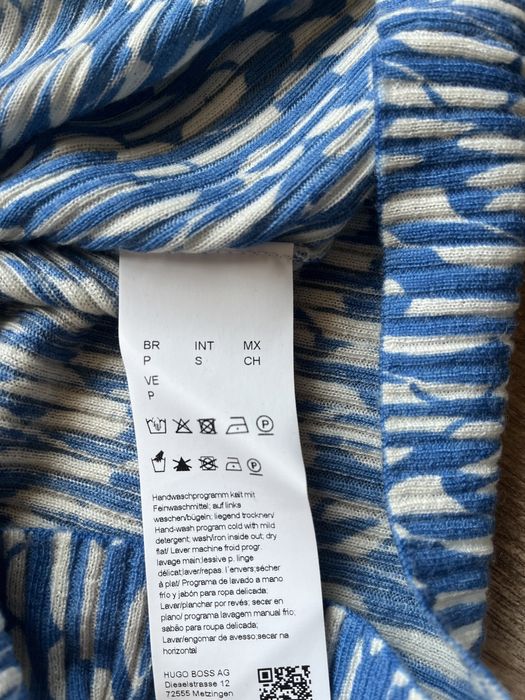 BR INT MX
P S CH
VE
P
P
P
Handwaschprogramm kalt mit
Feinwaschmittel; auf links
waschen/bügeln; liegend trocknen/
Hand-wash program cold with mild
detergent; wash/iron inside out; dry
flat/ Laver machine froid progr.
lavage main;lessive p. linge
délicat;laver/repas. l´envers;sécher
à plat/ Programa de lavado a mano
frío y jabón para ropa delicada;
Lavar/planchar por revés; secar en
plano/ programa lavagem manual frio;
sabão para roupa delicada;
Lavar/engomar de avesso;secar na
horizontal
HUGO BOSS AG
Dieselstrasse 12
72555 Metzingen